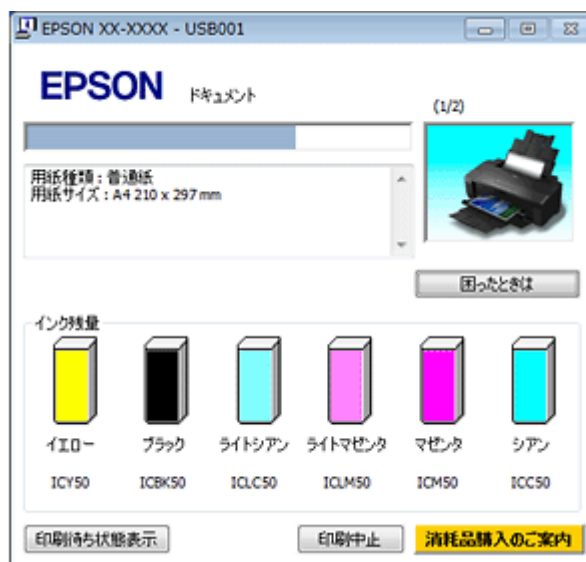 EPSON XX-XXXX - USB001
EPSON ドキュメント
(1/2)
用紙種類 : 普通紙
用紙サイズ : A4 210 x 297 mm
困ったときは
インク残量
イエロー ブラック ライトシアン ライトマゼンタ マゼンタ シアン
ICY50 ICBK50 ICLC50 ICLM50 ICM50 ICC50
印刷待ち状態表示 印刷中止 消耗品購入のご案内